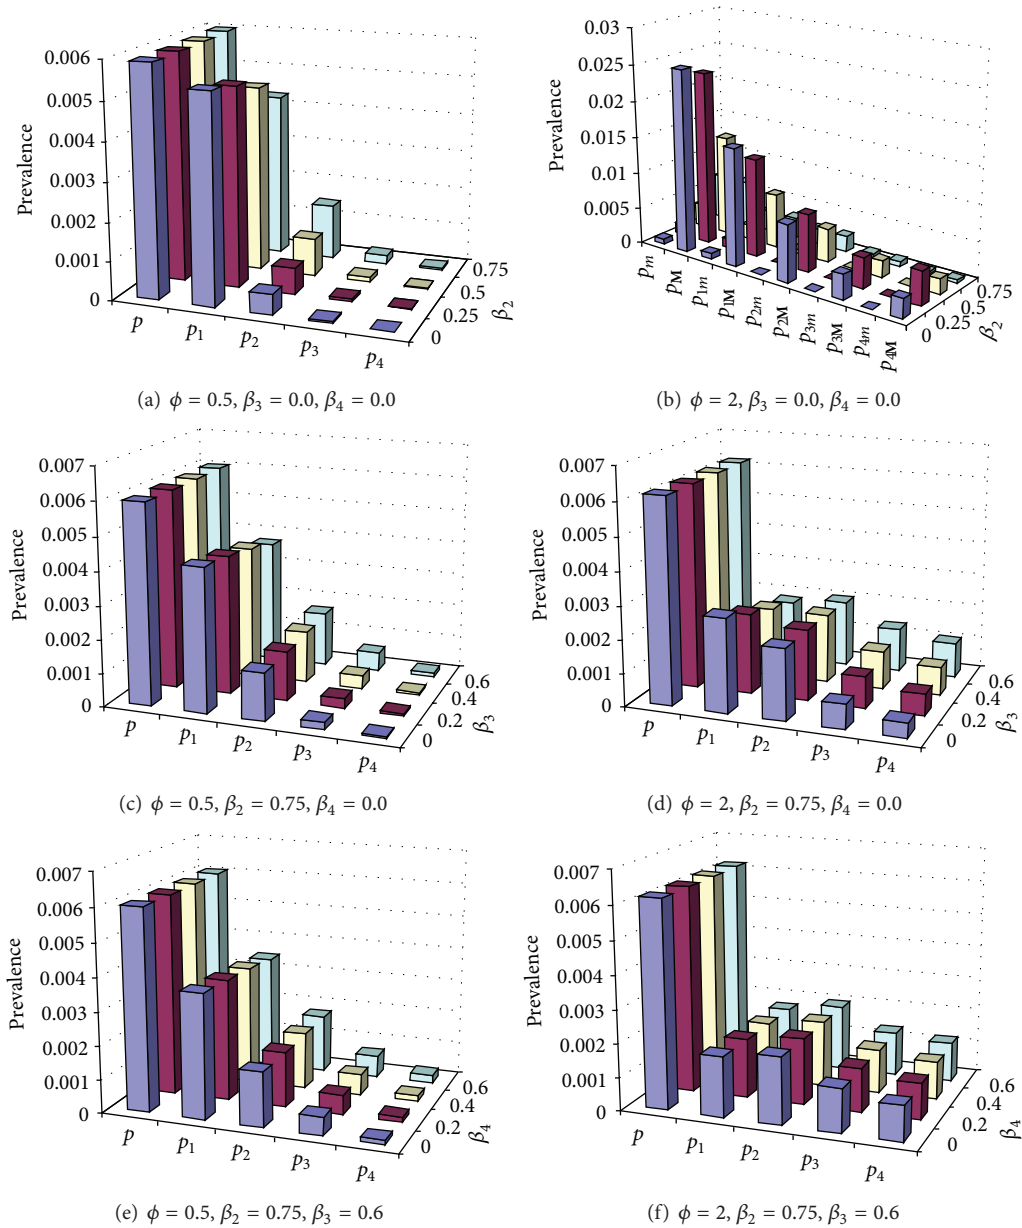 0.006
0.005
0.004
0.003
0.002
0.001
0
Prevalence
p
p1
p2
p3
p4
0
0.25
0.5
0.75
β2
(a) ϕ = 0.5, β3 = 0.0, β4 = 0.0
0.03
0.025
0.02
0.015
0.01
0.005
0
Prevalence
pm
pM
p1m
p1M
p2m
p2M
p3m
p3M
p4m
p4M
0
0.25
0.5
0.75
β2
(b) ϕ = 2, β3 = 0.0, β4 = 0.0
0.007
0.006
0.005
0.004
0.003
0.002
0.001
0
Prevalence
p
p1
p2
p3
p4
0
0.2
0.4
0.6
β3
(c) ϕ = 0.5, β2 = 0.75, β4 = 0.0
0.007
0.006
0.005
0.004
0.003
0.002
0.001
0
Prevalence
p
p1
p2
p3
p4
0
0.2
0.4
0.6
β3
(d) ϕ = 2, β2 = 0.75, β4 = 0.0
0.007
0.006
0.005
0.004
0.003
0.002
0.001
0
Prevalence
p
p1
p2
p3
p4
0
0.2
0.4
0.6
β4
(e) ϕ = 0.5, β2 = 0.75, β3 = 0.6
0.007
0.006
0.005
0.004
0.003
0.002
0.001
0
Prevalence
p
p1
p2
p3
p4
0
0.2
0.4
0.6
β4
(f) ϕ = 2, β2 = 0.75, β3 = 0.6